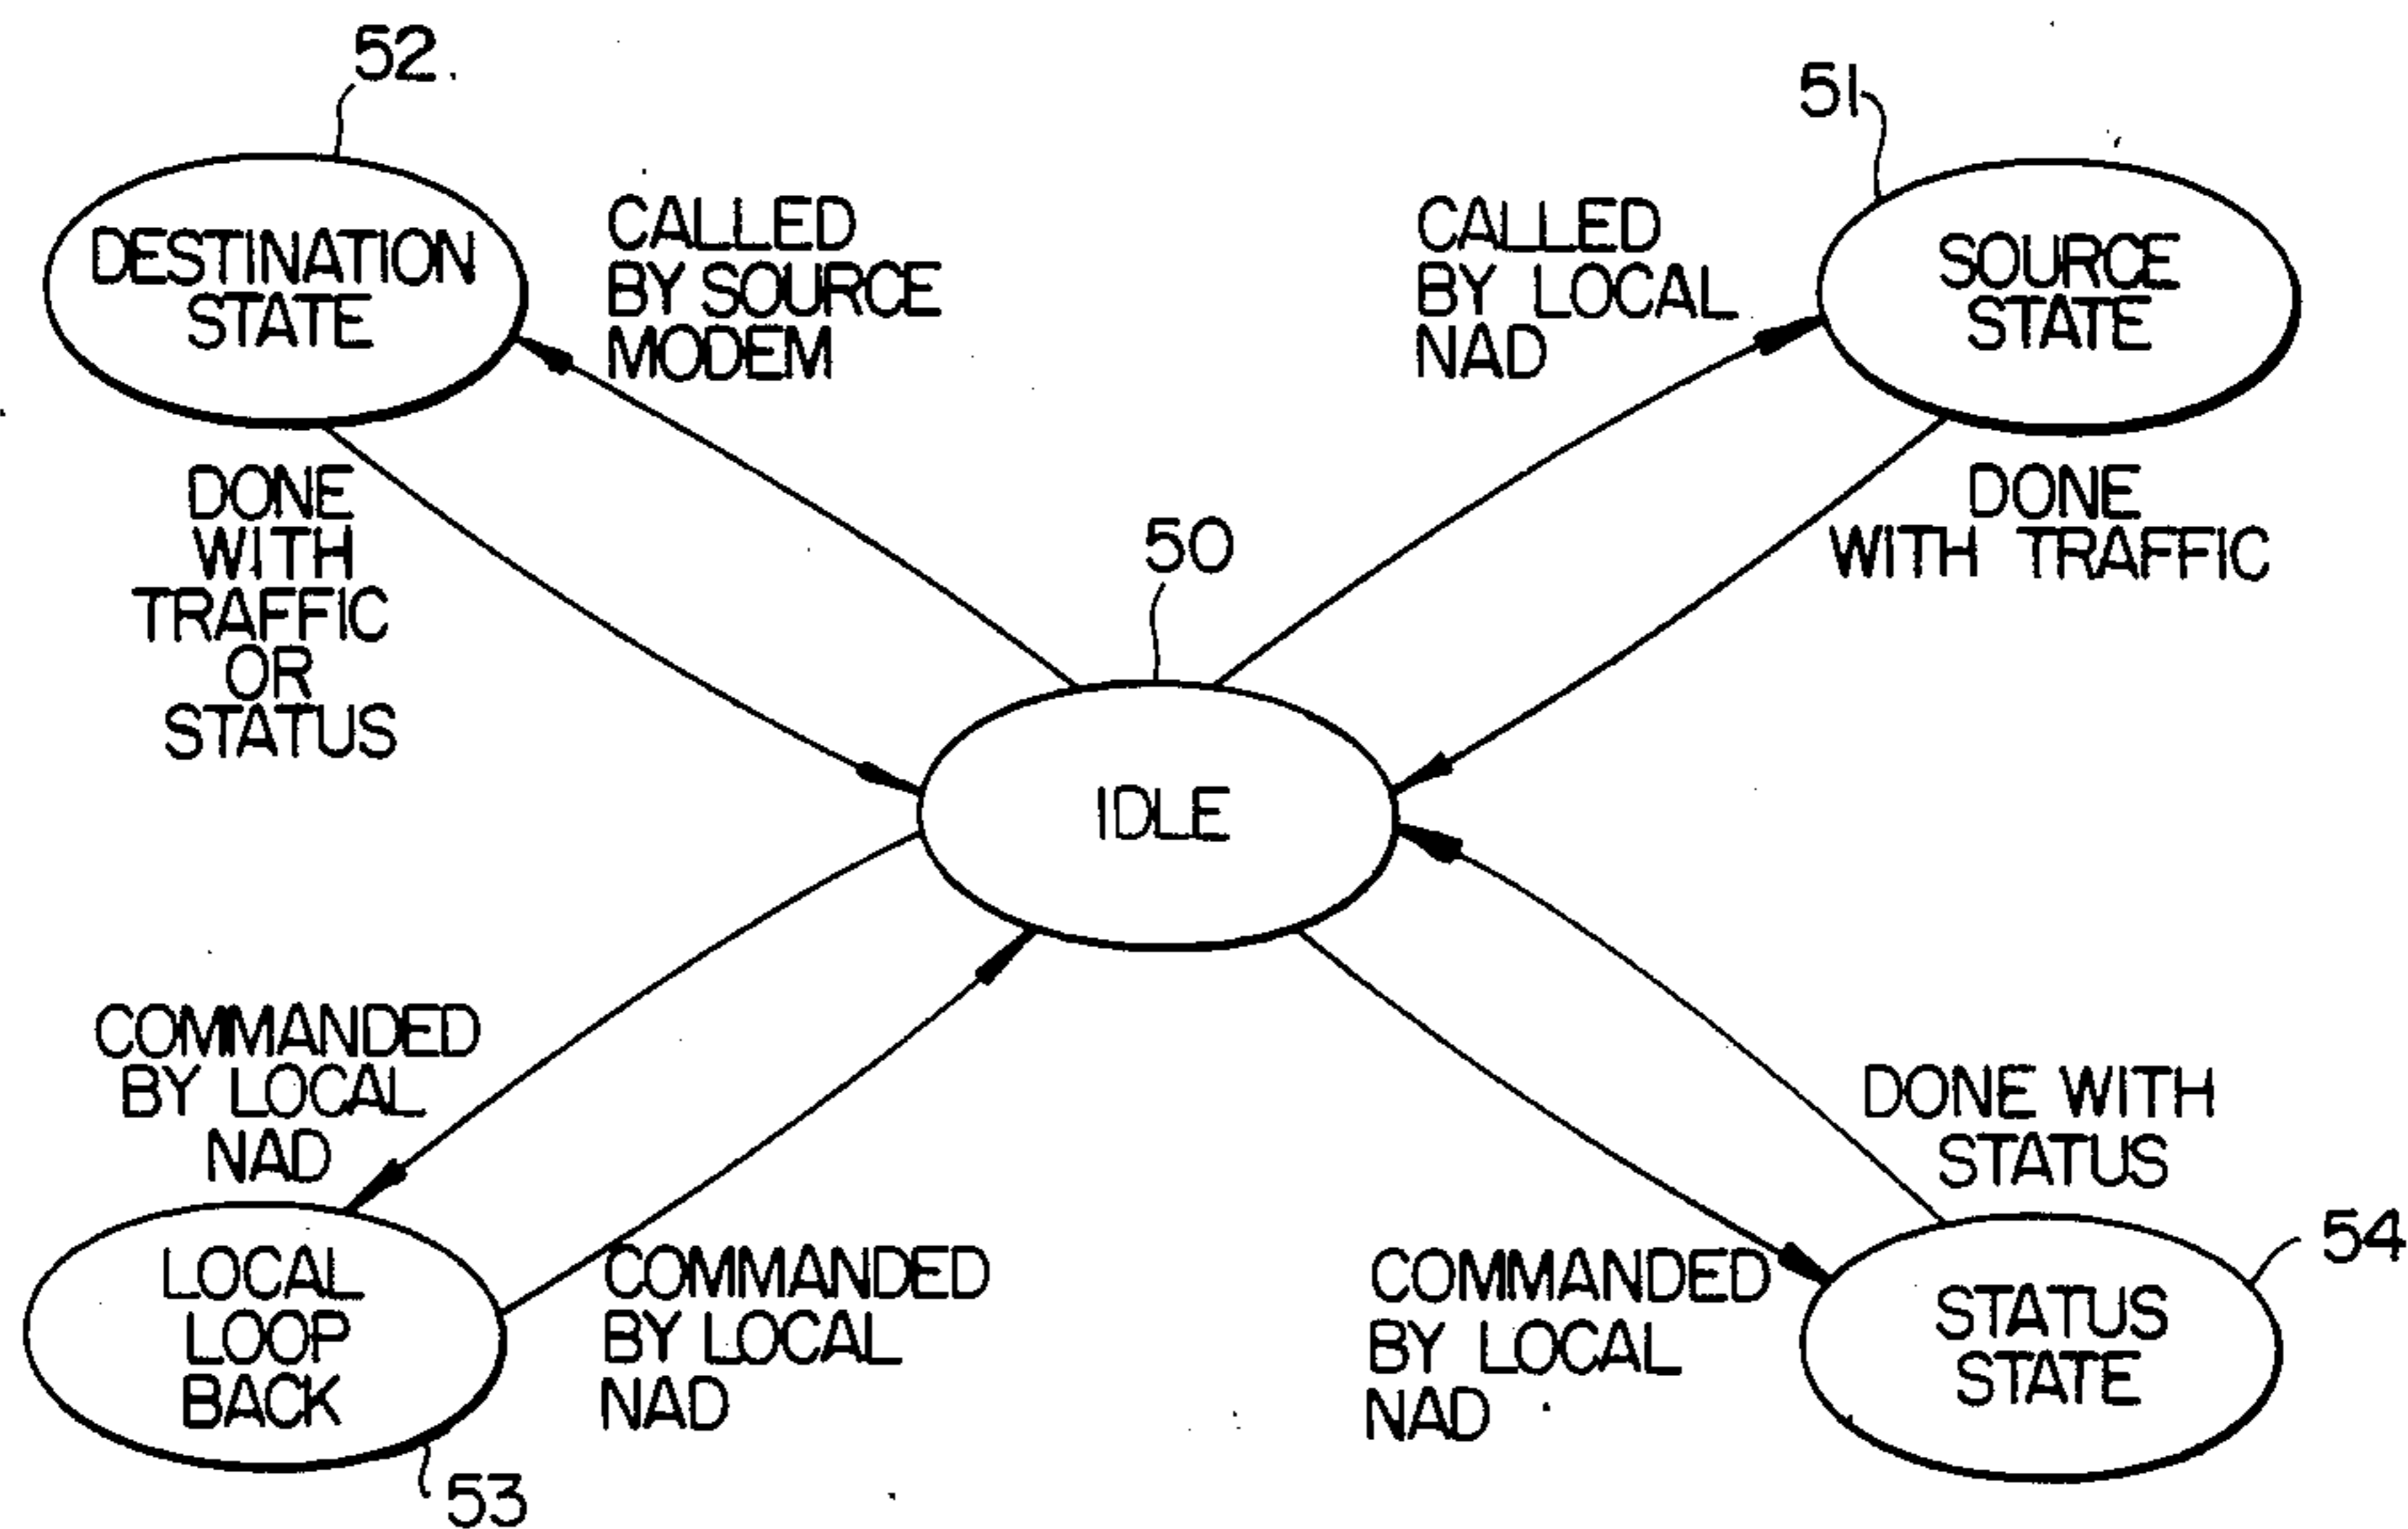 52.
51
DESTINATION
STATE
CALLED
BY SOURCE
MODEM
CALLED
BY LOCAL
NAD
SOURCE
STATE
DONE
WITH
TRAFFIC
OR
STATUS
50
DONE
WITH TRAFFIC
IDLE
COMMANDED
BY LOCAL
NAD
DONE WITH
STATUS
LOCAL
LOOP
BACK
COMMANDED
BY LOCAL
NAD
COMMANDED
BY LOCAL
NAD
STATUS
STATE
54
53